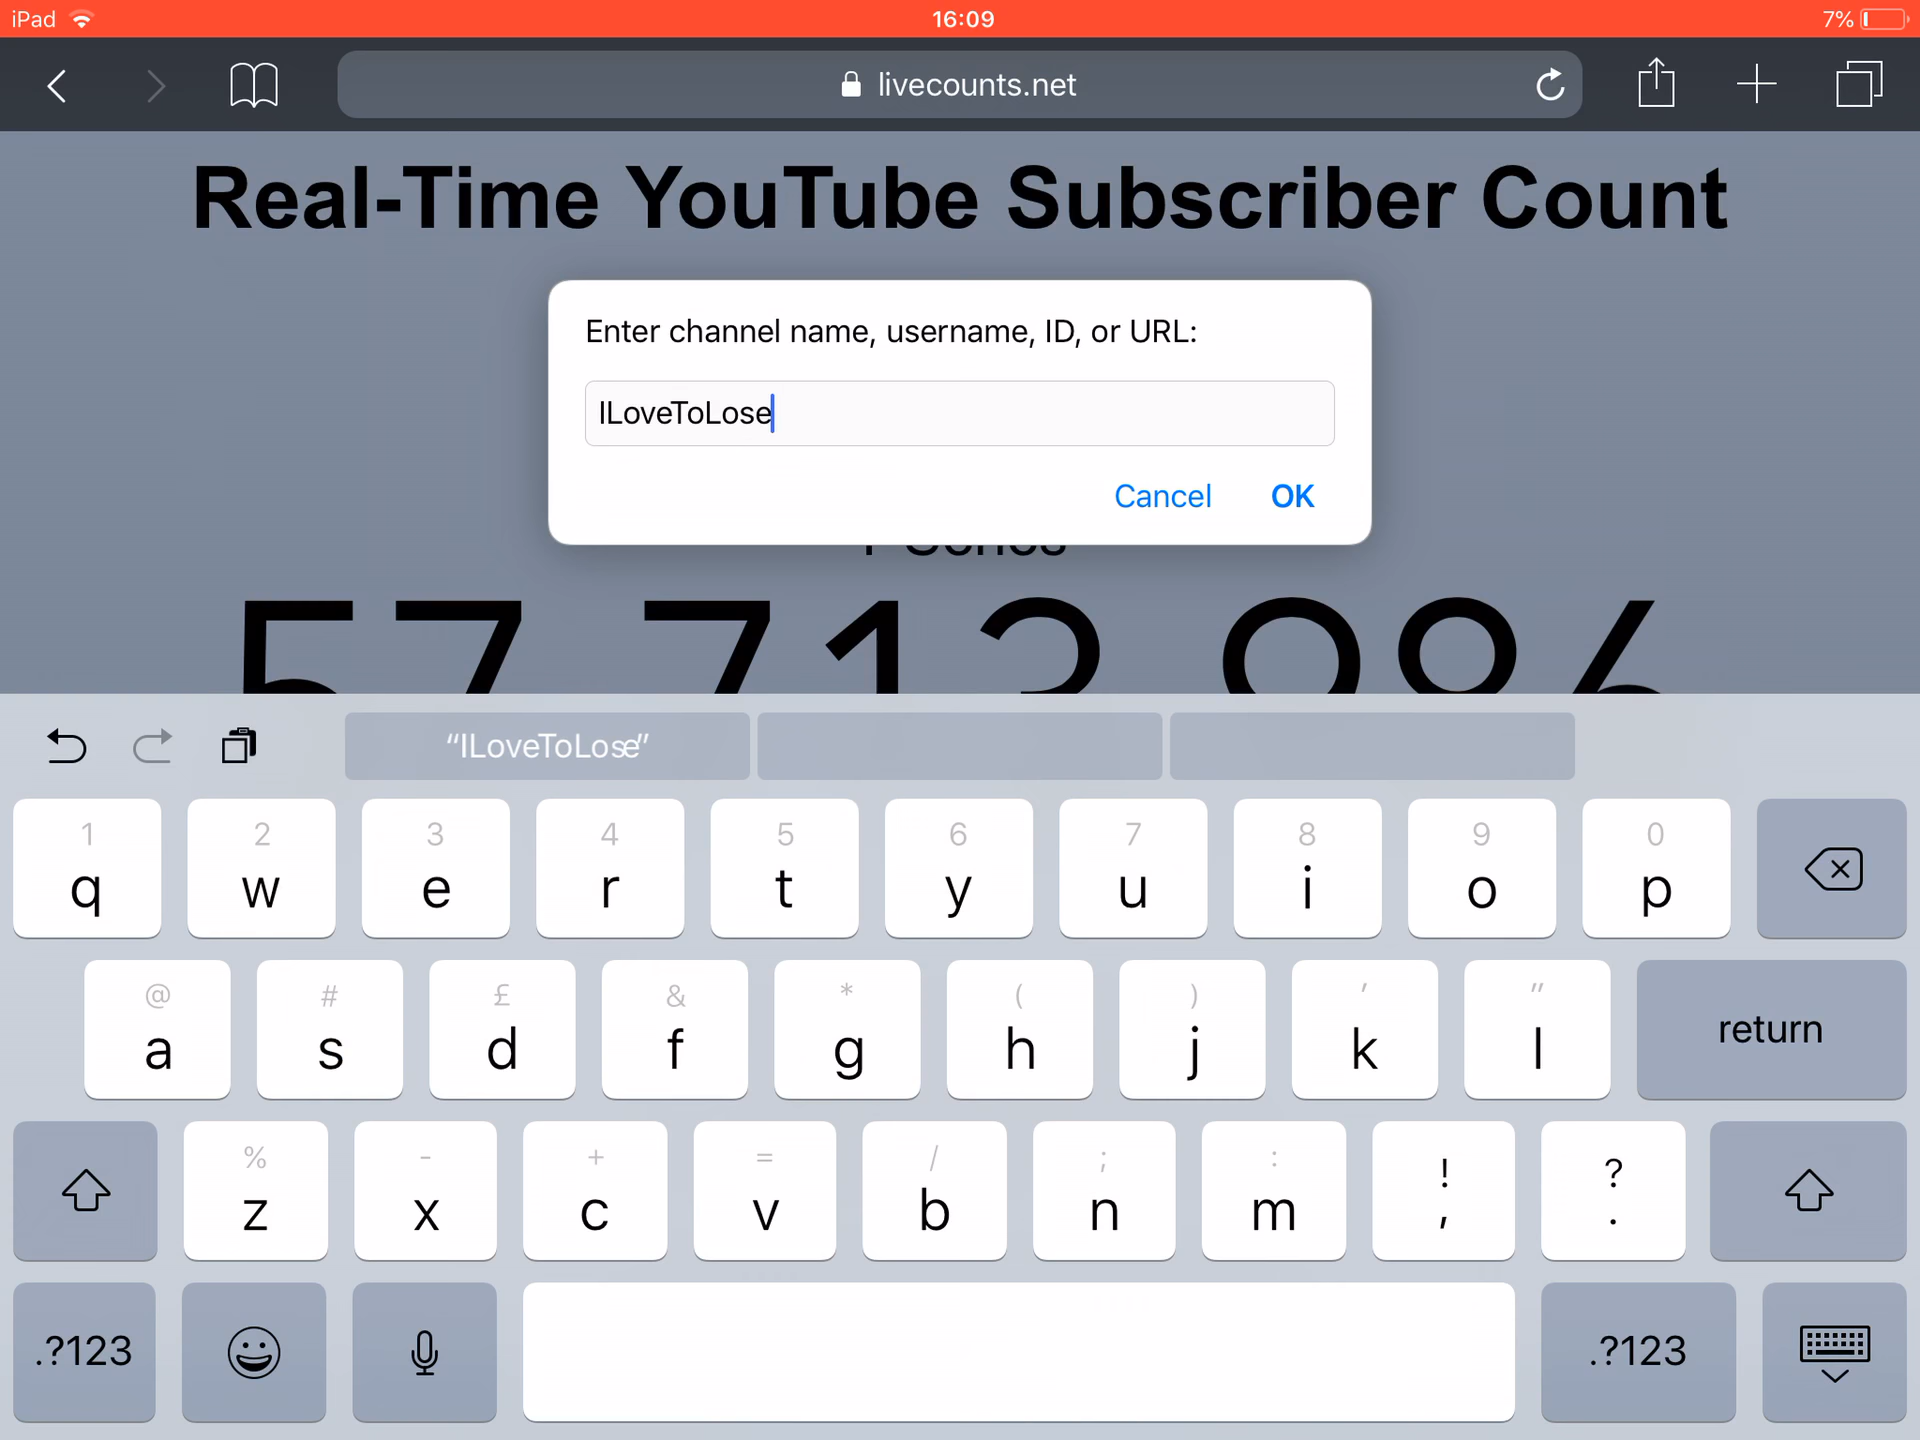 iPad 16:09 7%
livecounts.net
Real-Time YouTube Subscriber Count
Enter channel name, username, ID, or URL:
ILoveToLose
Cancel OK
“ILoveToLose”
1 2 3 4 5 6 7 8 9 0
q w e r t y u i o p
@ # £ & * ( ) ' "
a s d f g h j k l return
% - + = / ; : ! ?
z x c v b n m , .
.?123 .?123